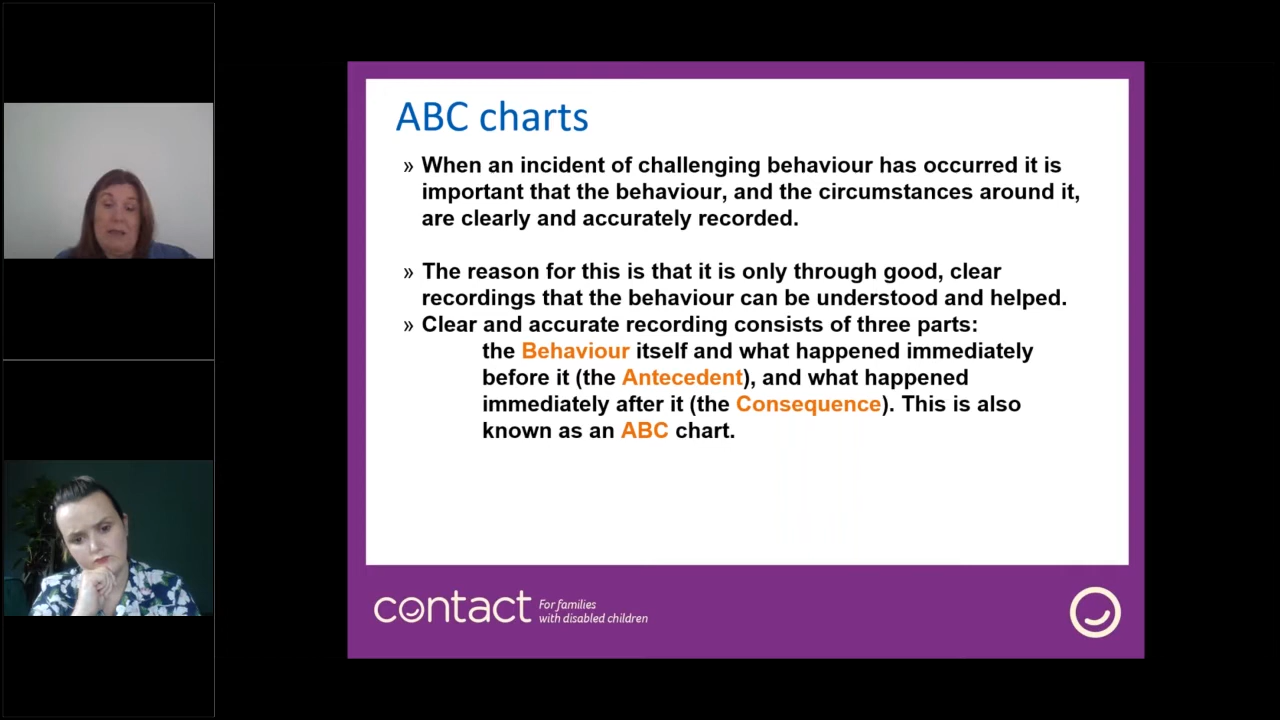 ABC charts
» When an incident of challenging behaviour has occurred it is
important that the behaviour, and the circumstances around it,
are clearly and accurately recorded.
» The reason for this is that it is only through good, clear
recordings that the behaviour can be understood and helped.
» Clear and accurate recording consists of three parts:
the Behaviour itself and what happened immediately
before it (the Antecedent), and what happened
immediately after it (the Consequence). This is also
known as an ABC chart.
contact
For families
with disabled children